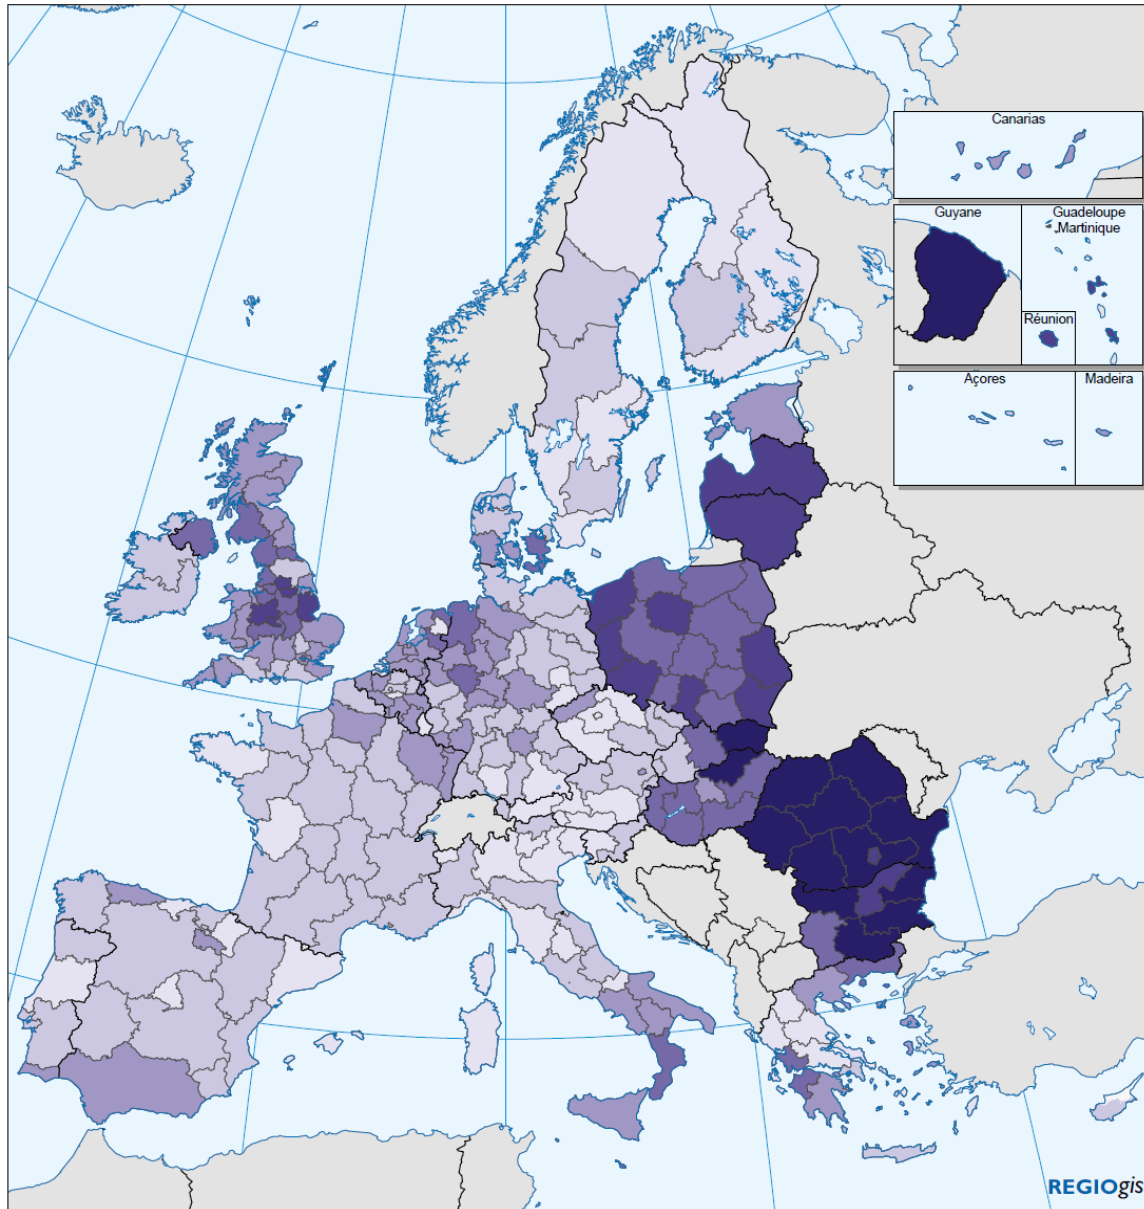 Canarias
Guyane
Guadeloupe
Martinique
Réunion
Açores
Madeira
REGIOgis